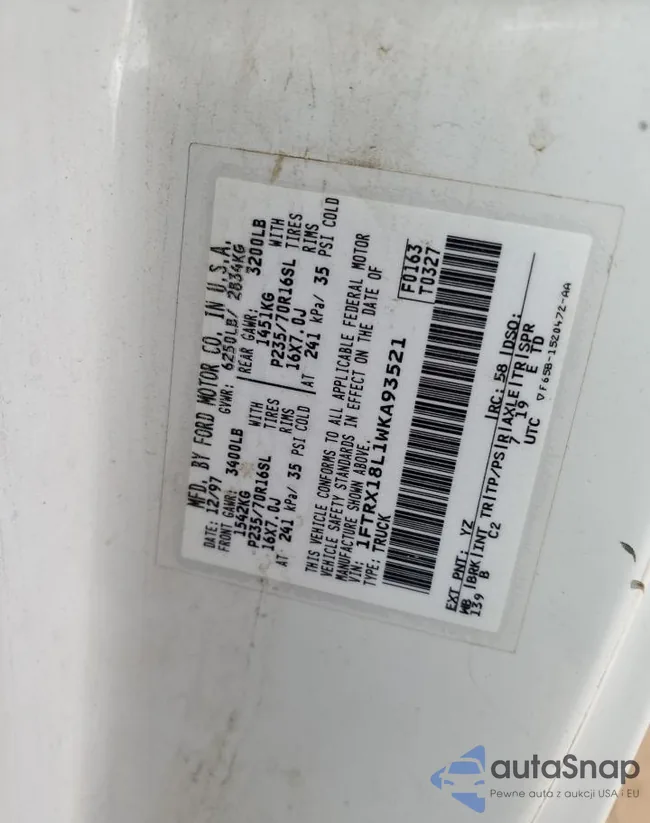 MFD. BY FORD MOTOR CO. IN U.S.A.
DATE: 12/97 GVWR: 6250LB/ 2834KG
FRONT GAWR: 3400LB REAR GAWR: 3200LB
1542KG WITH 1451KG WITH
P235/70R16SL TIRES P235/70R16SL TIRES
16X7.0J RIMS 16X7.0J RIMS
AT 241 kPa/ 35 PSI COLD AT 241 kPa/ 35 PSI COLD
THIS VEHICLE CONFORMS TO ALL APPLICABLE FEDERAL MOTOR
VEHICLE SAFETY STANDARDS IN EFFECT ON THE DATE OF
MANUFACTURE SHOWN ABOVE.
VIN: 1FTRX18L1WKA93521
TYPE: TRUCK
F0163
T0327
EXT PNT: YZ RC: 58 DSO:
WB BRK INT TR TP/PS R AXLE TR SPR
139 B C2 7 19 E TD
UTC
▽F65B-1520472-AA
autaSnap
Pewne auta z aukcji USA i EU